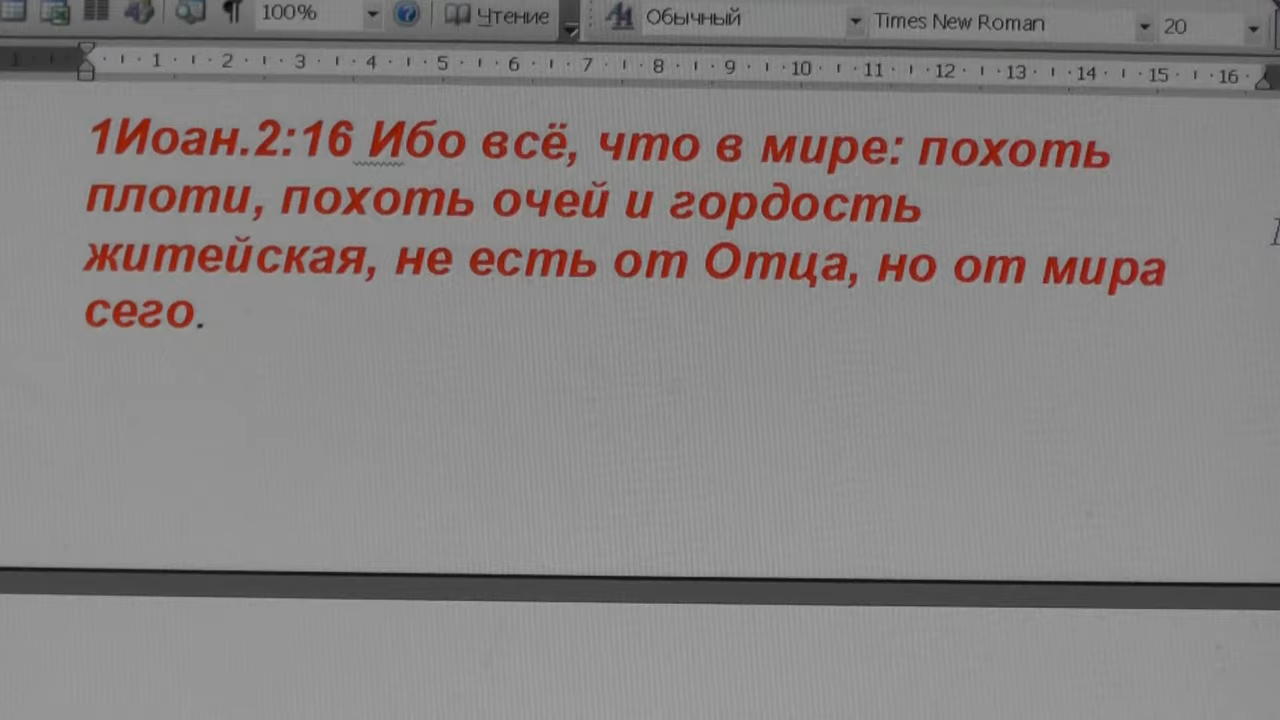 100%
Чтение
Обычный
Times New Roman
20
1 1 2 3 4 5 6 7 8 9 10 11 12 13 14 15 16
1Иоан.2:16 Ибо всё, что в мире: похоть
плоти, похоть очей и гордость
житейская, не есть от Отца, но от мира
сего.